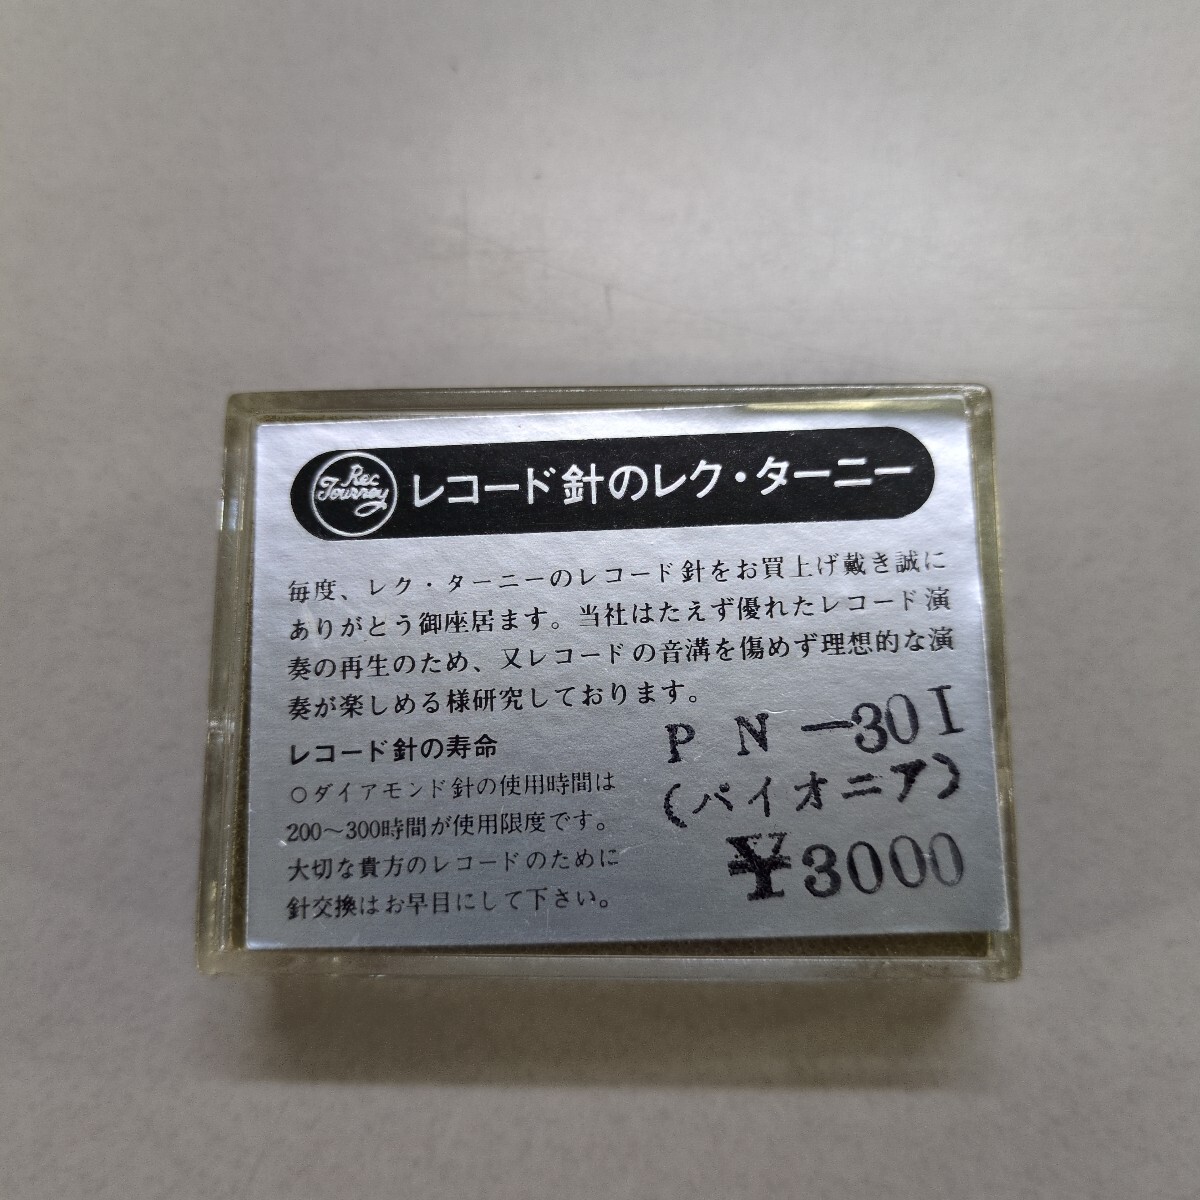 Rec
Tourney
レコード針のレク・ターニー
毎度、レク・ターニーのレコード針をお買上げ戴き誠に
ありがとう御座居ます。当社はたえず優れたレコード演
奏の再生のため、又レコードの音溝を傷めず理想的な演
奏が楽しめる様研究しております。
レコード針の寿命
○ダイアモンド針の使用時間は
200～300時間が使用限度です。
大切な貴方のレコードのために
針交換はお早目にして下さい。
PN-30I
(パイオニア)
¥3000